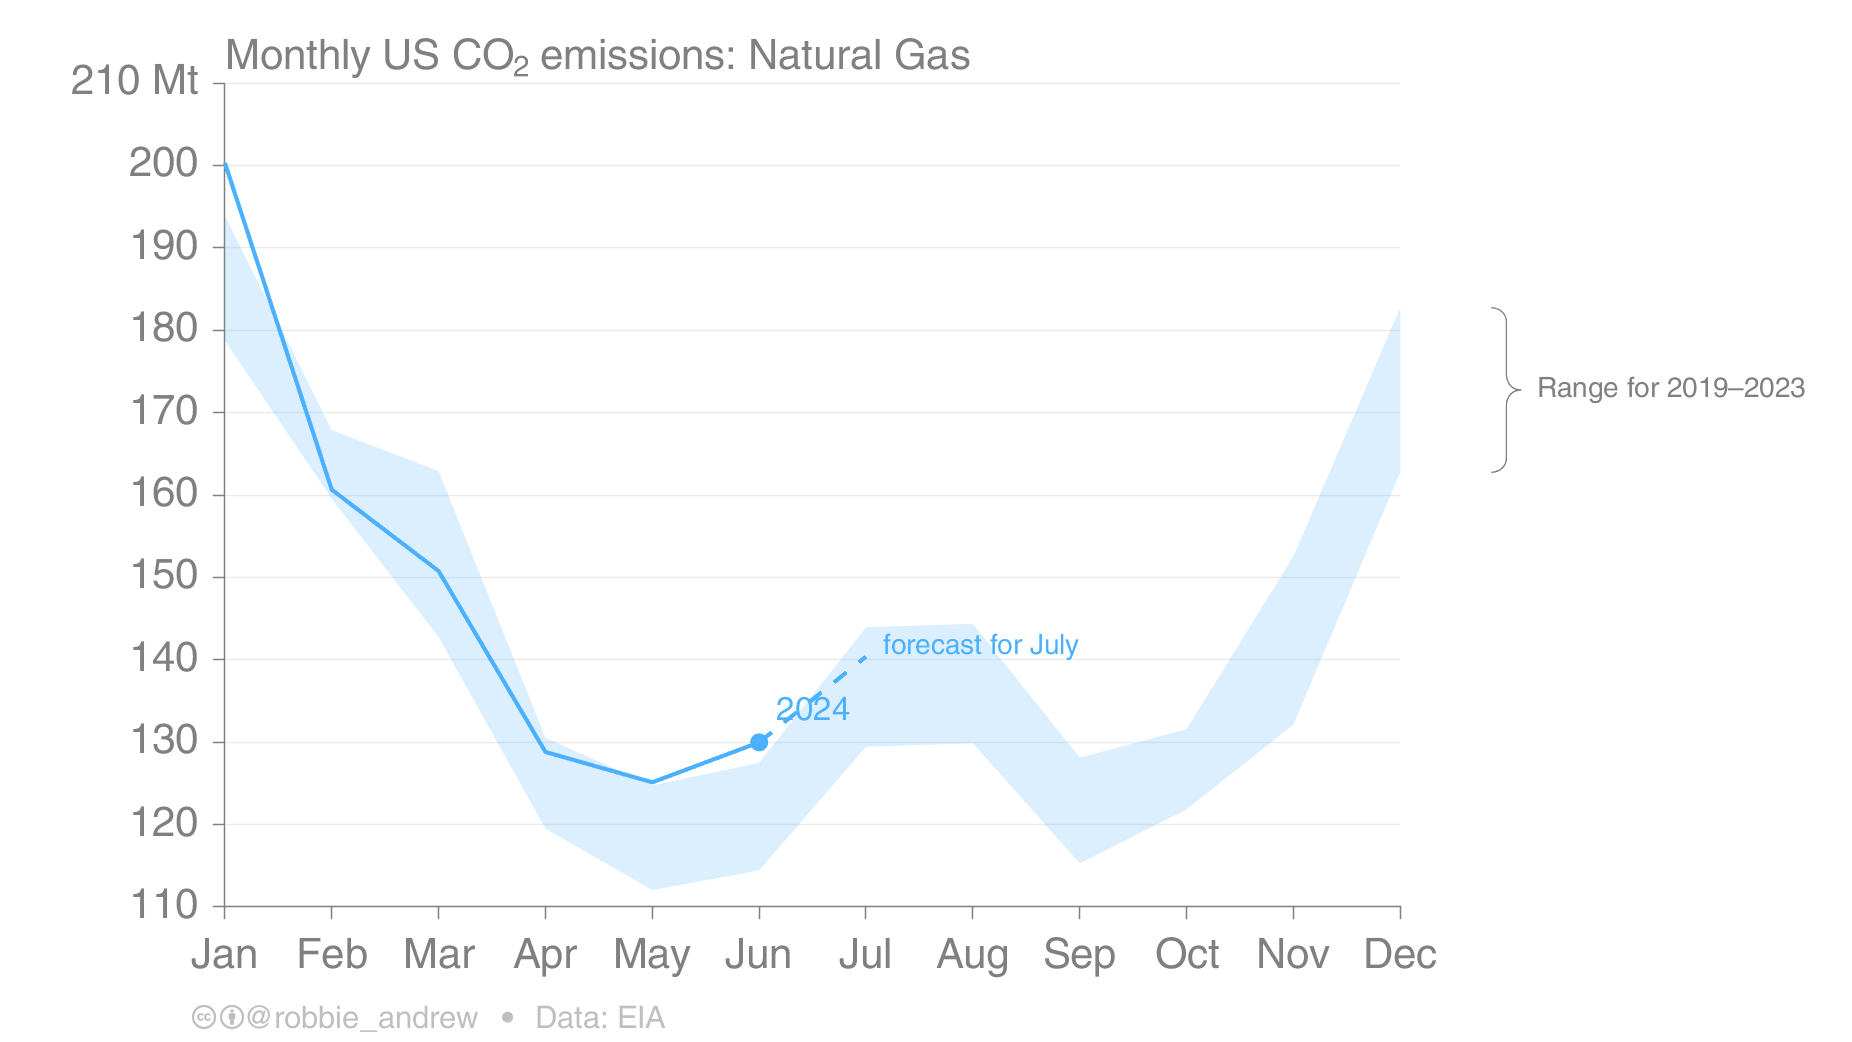 Monthly US CO₂ emissions: Natural Gas
210 Mt
200
190
180
170
160
150
140
130
120
110
Range for 2019–2023
forecast for July
2024
Jan Feb Mar Apr May Jun Jul Aug Sep Oct Nov Dec
@robbie_andrew • Data: EIA